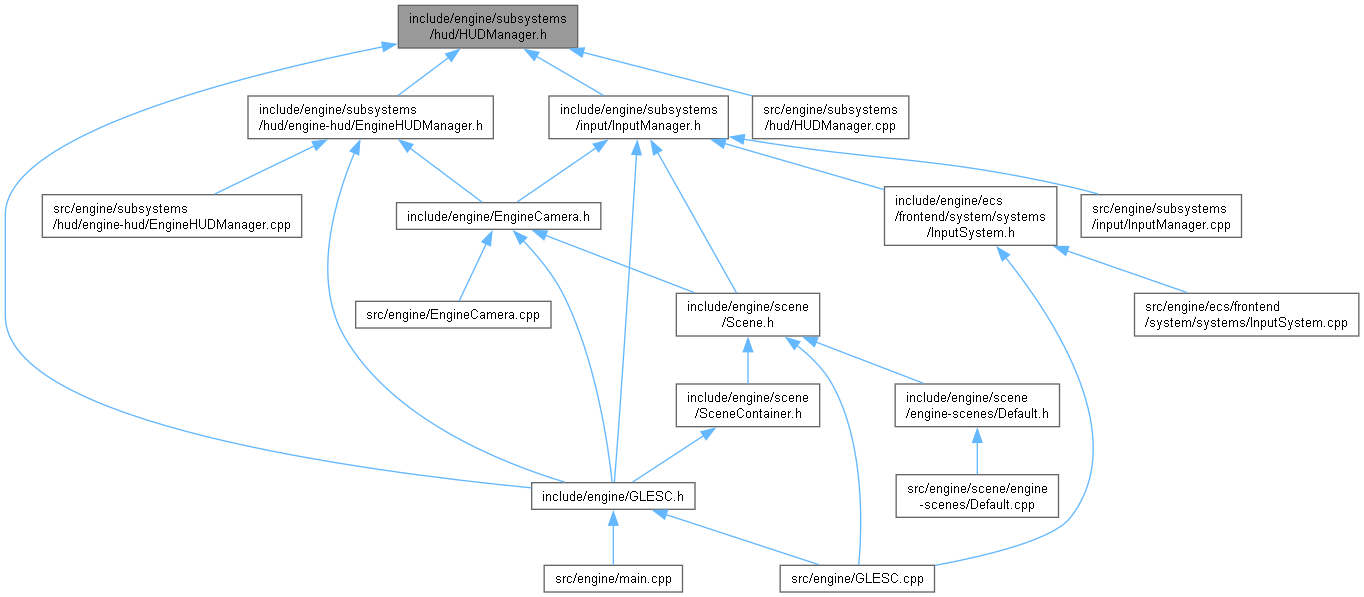 include/engine/subsystems
/hud/HUDManager.h
include/engine/subsystems
/hud/engine-hud/EngineHUDManager.h
include/engine/subsystems
/input/InputManager.h
src/engine/subsystems
/hud/HUDManager.cpp
src/engine/subsystems
/hud/engine-hud/EngineHUDManager.cpp
include/engine/EngineCamera.h
include/engine/ecs
/frontend/system/systems
/InputSystem.h
src/engine/subsystems
/input/InputManager.cpp
src/engine/EngineCamera.cpp
include/engine/scene
/Scene.h
src/engine/ecs/frontend
/system/systems/InputSystem.cpp
include/engine/scene
/SceneContainer.h
include/engine/scene
/engine-scenes/Default.h
include/engine/GLESC.h
src/engine/scene/engine
-scenes/Default.cpp
src/engine/main.cpp
src/engine/GLESC.cpp